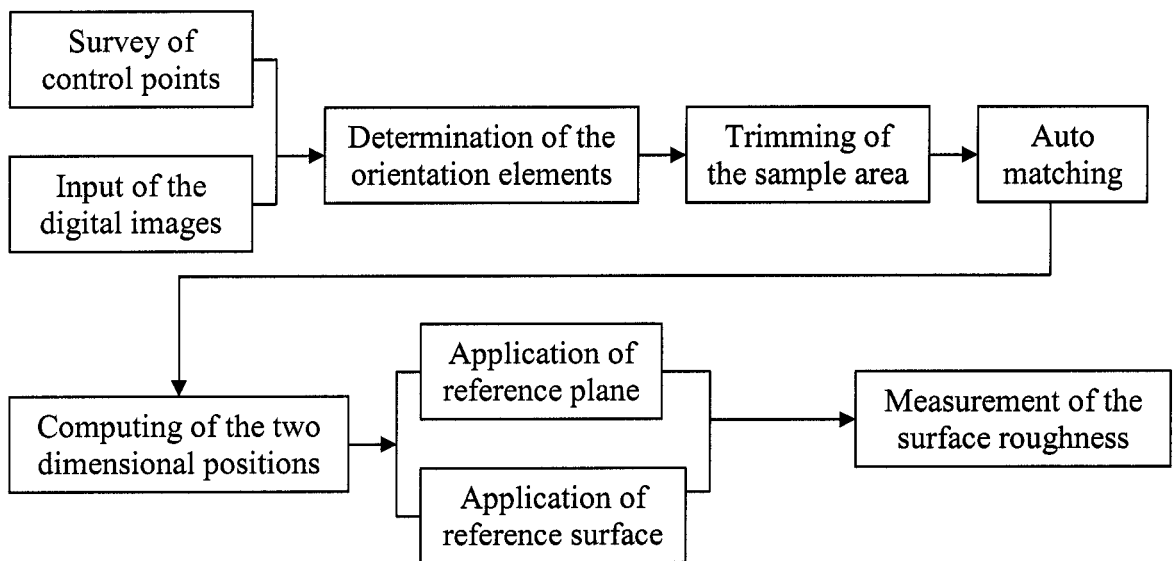 Survey of
control points
Input of the
digital images
Determination of the
orientation elements
Trimming of
the sample area
Auto
matching
Computing of the two
dimensional positions
Application of
reference plane
Application of
reference surface
Measurement of the
surface roughness